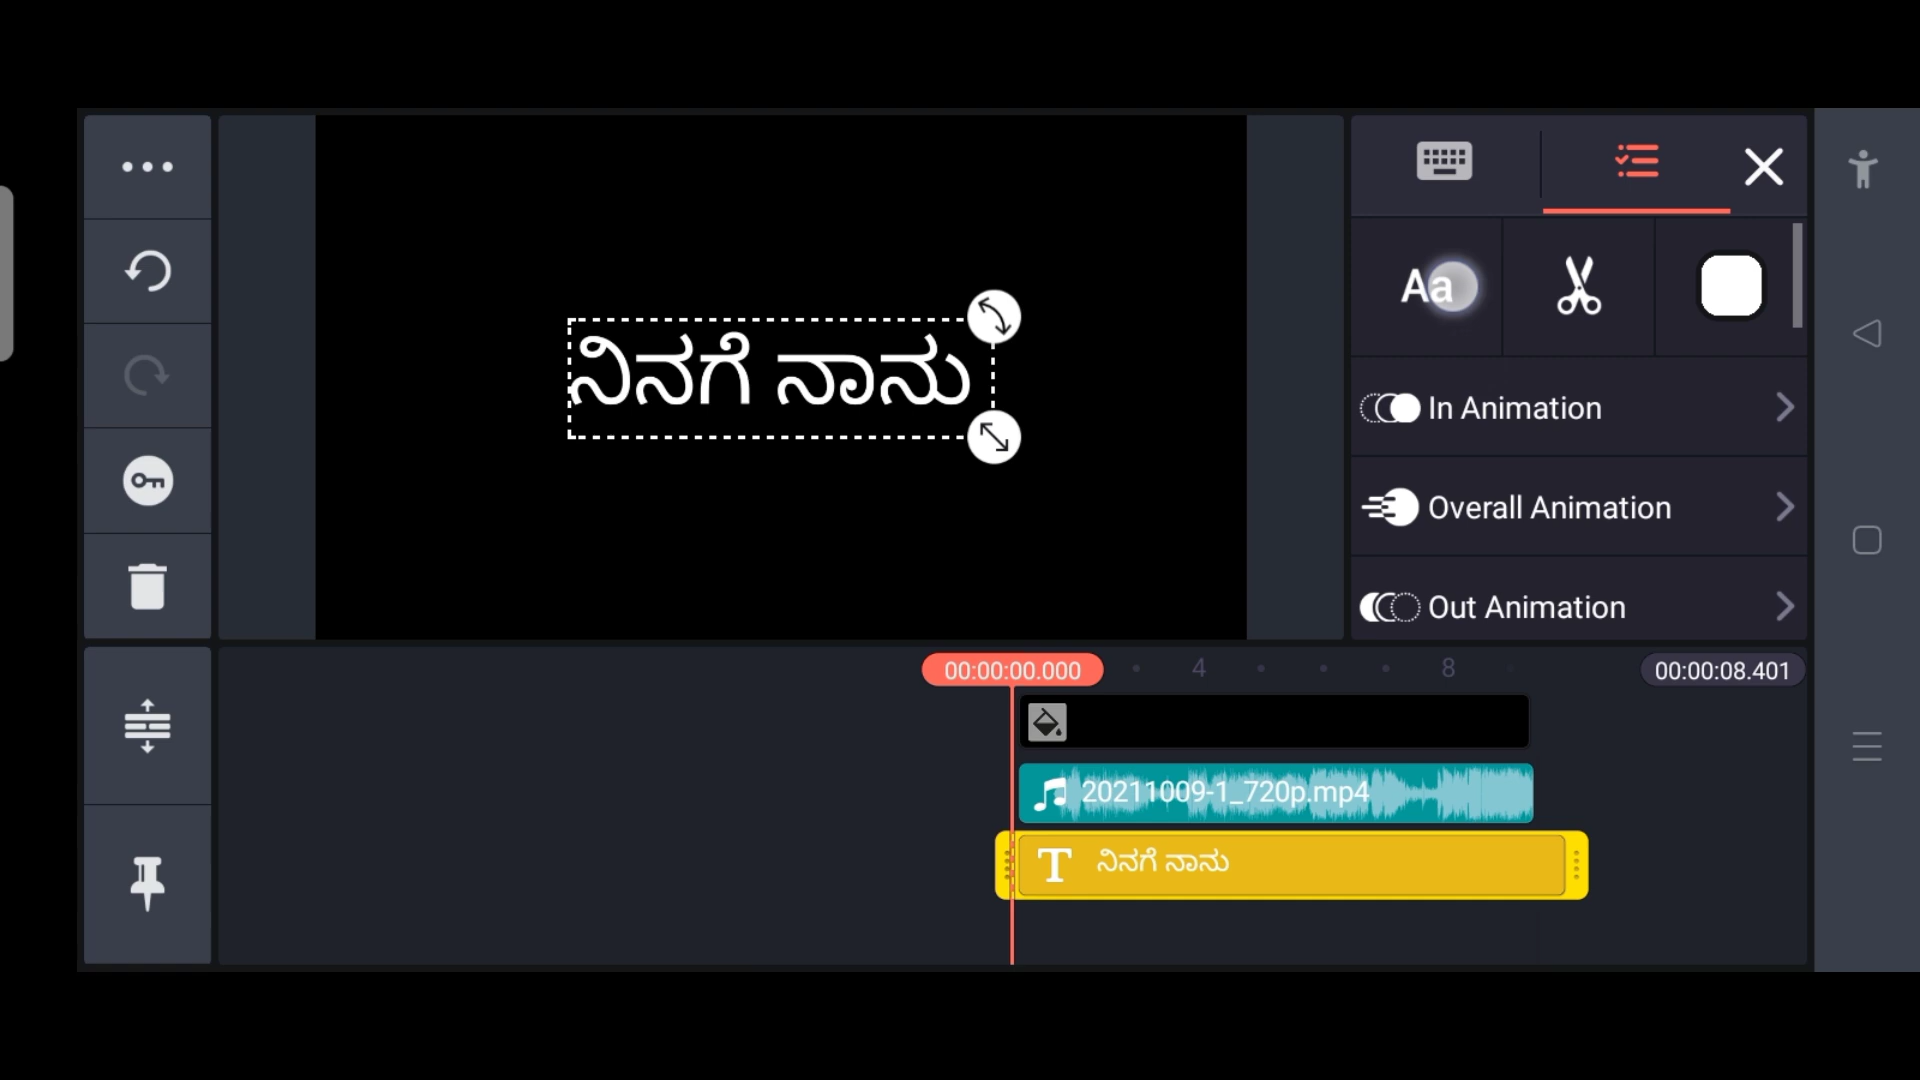 ನಿನಗೆ ನಾನು
Aa
In Animation
Overall Animation
Out Animation
00:00:00.000
4
8
00:00:08.401
20211009-1_720p.mp4
T ನಿನಗೆ ನಾನು